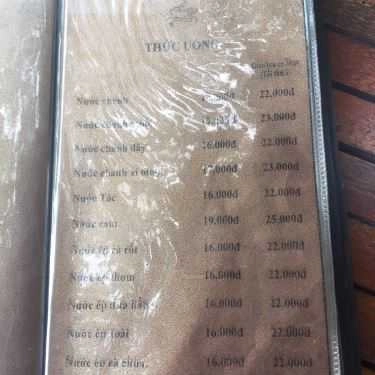 THỨC UỐNG
Nước chanh 22.000đ
Nước chanh 23.000đ
Nước chanh dây 16.000đ 22.000đ
Nước chanh xí muội 23.000đ
Nước Tắc 16.000đ 22.000đ
Nước cam 19.000đ 25.000đ
Nước ép cà rốt 16.000đ 22.000đ
Nước ép thơm 16.000đ 22.000đ
Nước ép dưa hấu 16.000đ 22.000đ
Nước ép 16.000đ 22.000đ
Nước ép cà chua 16.000đ 22.000đ